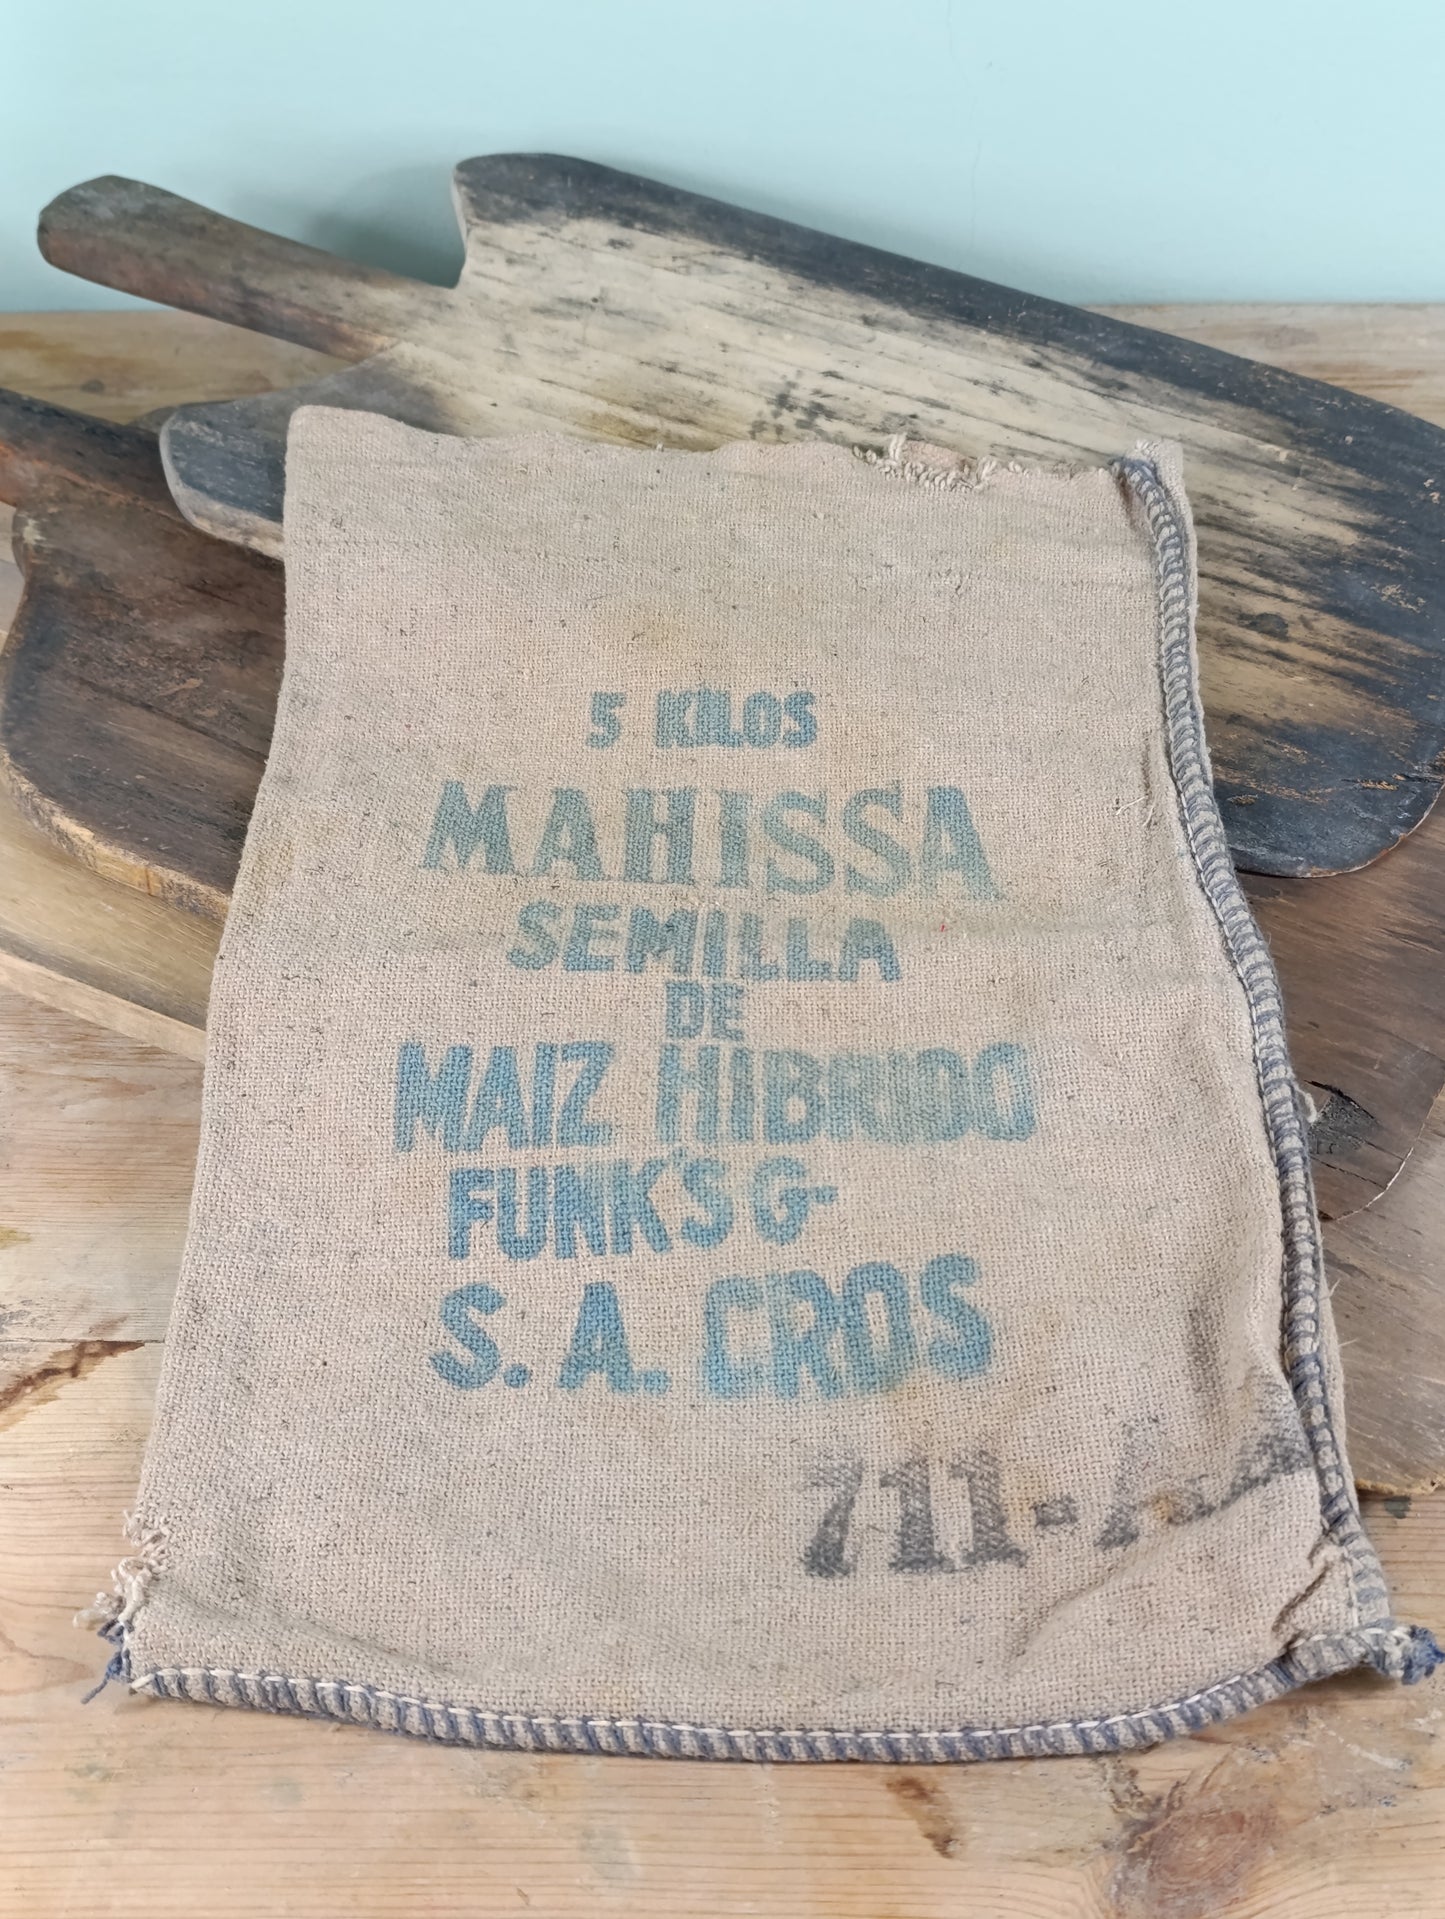 5 KILOS
MAHISSA
SEMILLA
DE
MAIZ HIBRIDO
FUNK'S G
S.A. CROS
711-A